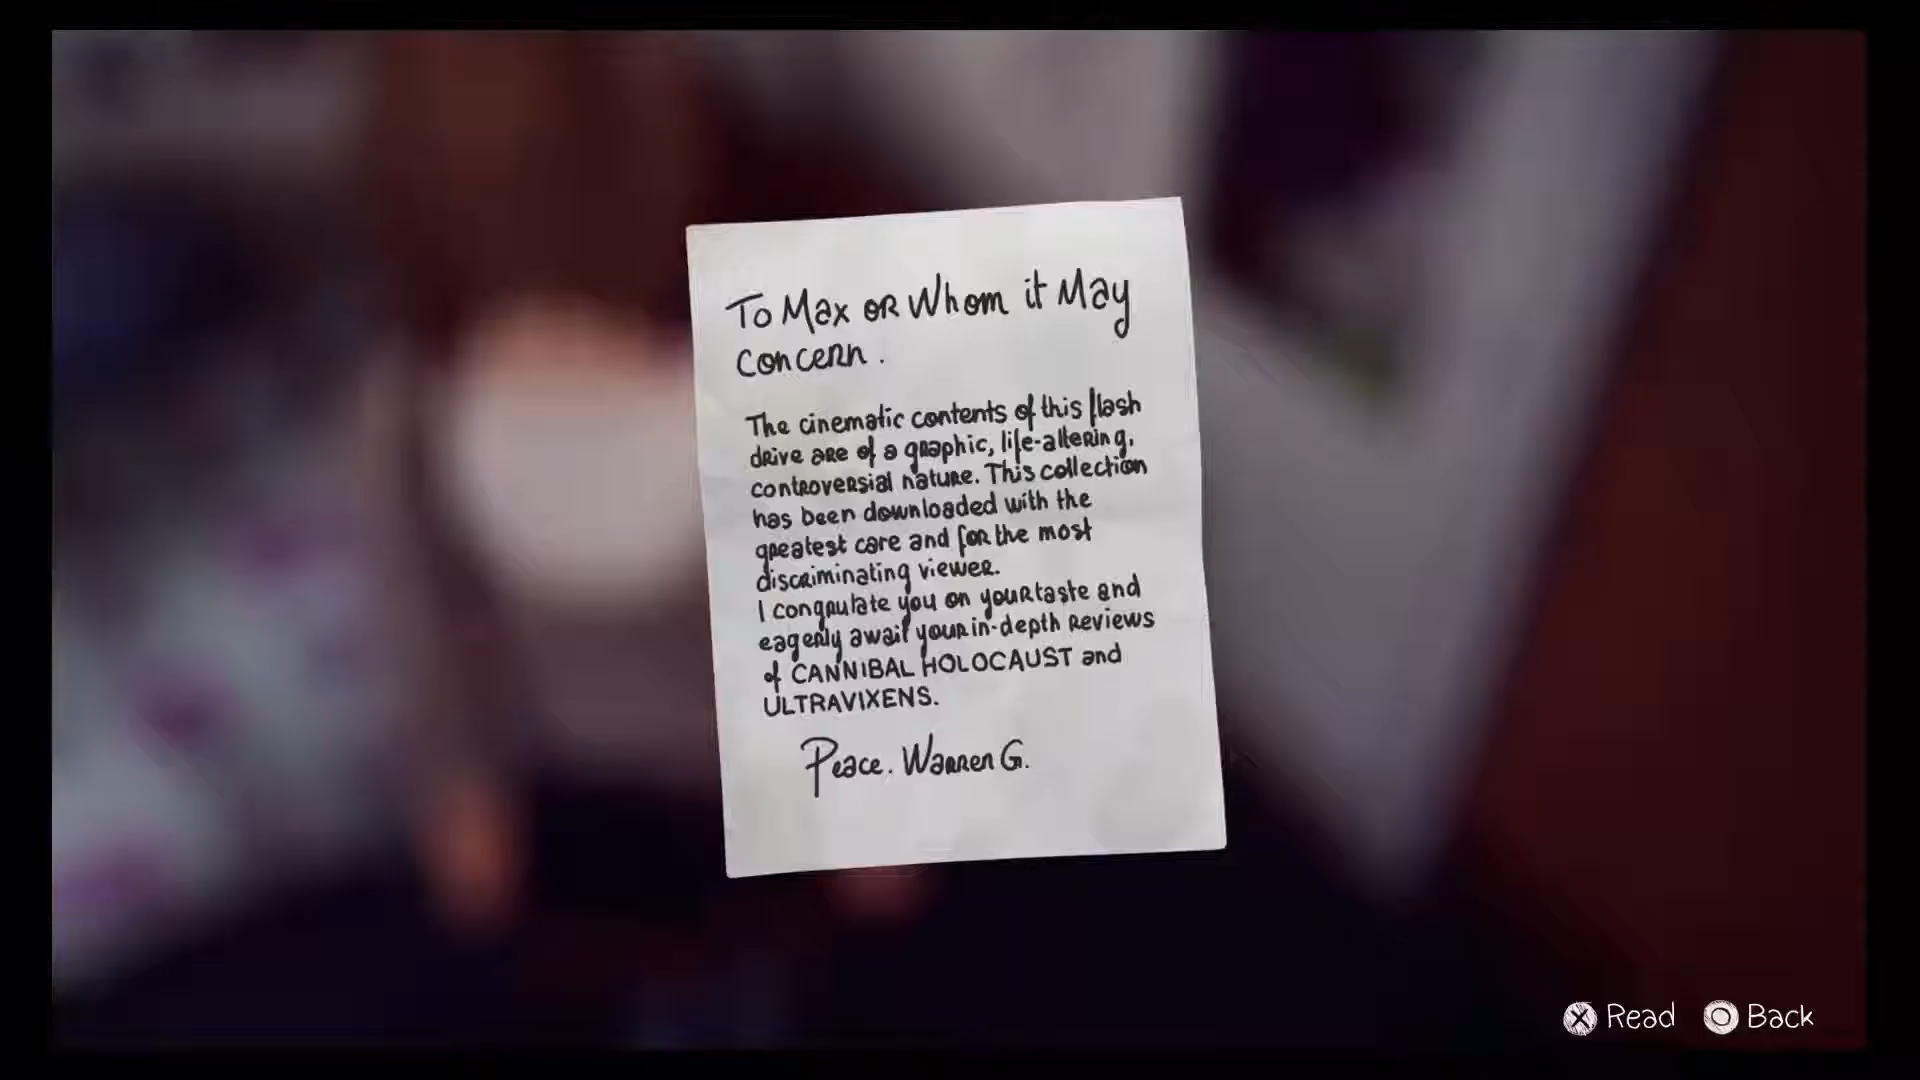 To Max or Whom it May
Concern.
The cinematic contents of this flash
drive are of a graphic, life-altering,
controversial nature. This collection
has been downloaded with the
greatest care and for the most
discriminating viewer.
I congrulate you on your taste and
eagerly await your in-depth reviews
of CANNIBAL HOLOCAUST and
ULTRAVIXENS.
Peace. Warren G.
Read Back